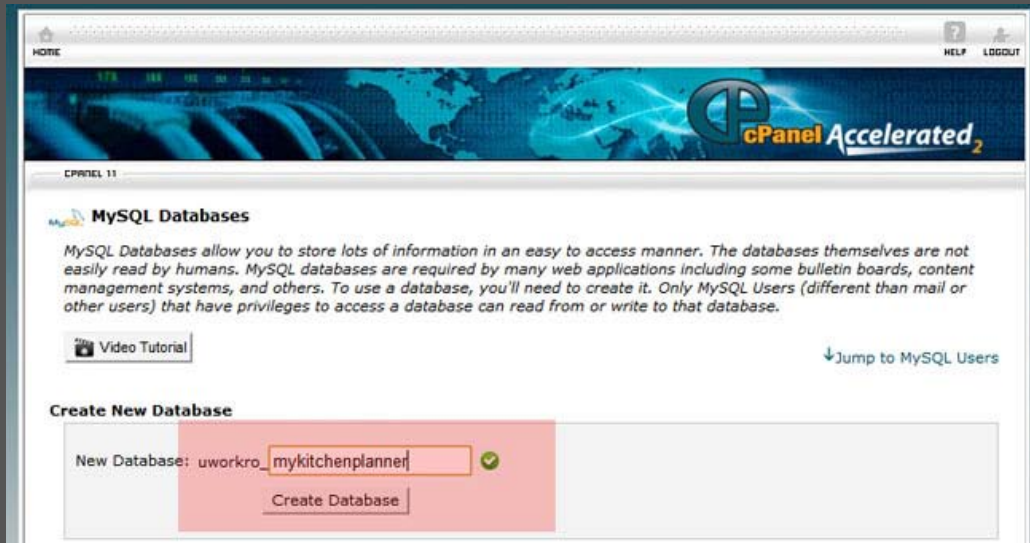 HOME
HELP LOGOUT
cPanel Accelerated2
CPANEL 11
MySQL MySQL Databases
MySQL Databases allow you to store lots of information in an easy to access manner. The databases themselves are not
easily read by humans. MySQL databases are required by many web applications including some bulletin boards, content
management systems, and others. To use a database, you'll need to create it. Only MySQL Users (different than mail or
other users) that have privileges to access a database can read from or write to that database.
Video Tutorial
Jump to MySQL Users
Create New Database
New Database: uworkro_ mykitchenplanner
Create Database